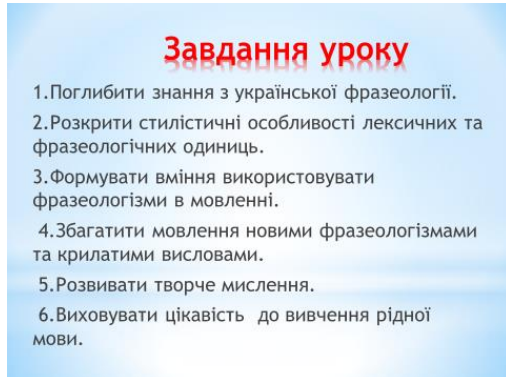 Завдання уроку
1.Поглибити знання з української фразеології.
2.Розкрити стилістичні особливості лексичних та
фразеологічних одиниць.
3.Формувати вміння використовувати
фразеологізми в мовленні.
4.Збагатити мовлення новими фразеологізмами
та крилатими висловами.
5.Розвивати творче мислення.
6.Виховувати цікавість до вивчення рідної
мови.